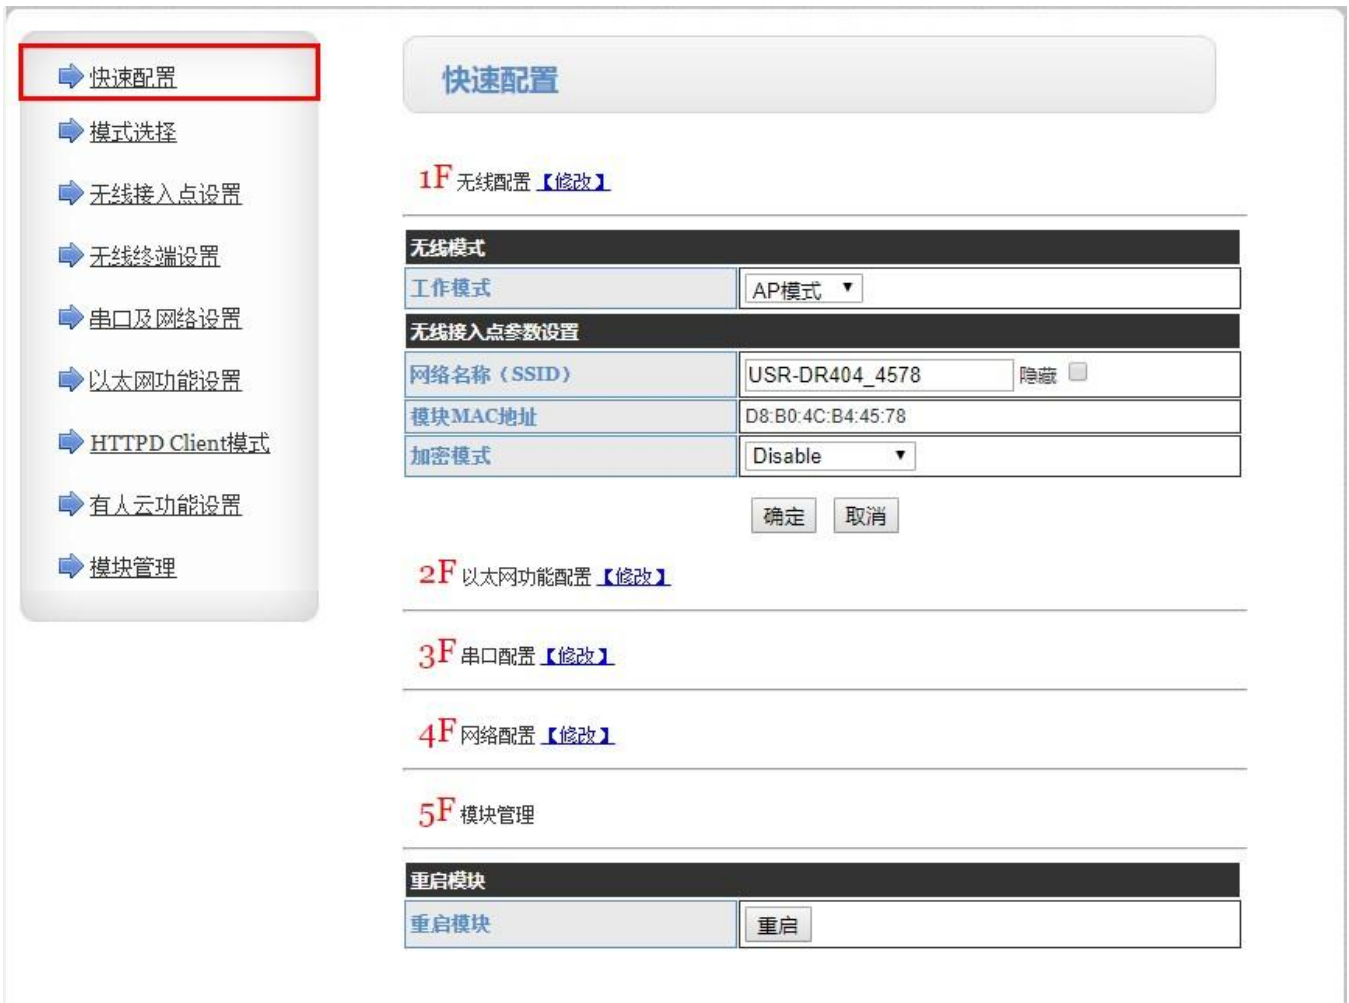 快速配置
模式选择
无线接入点设置
无线终端设置
串口及网络设置
以太网功能设置
HTTPD Client模式
有人云功能设置
模块管理
快速配置
1F 无线配置【修改】
无线模式
工作模式 AP模式
无线接入点参数设置
网络名称（SSID） USR-DR404_4578 隐藏
模块MAC地址 D8:B0:4C:B4:45:78
加密模式 Disable
确定 取消
2F 以太网功能配置【修改】
3F 串口配置【修改】
4F 网络配置【修改】
5F 模块管理
重启模块
重启模块 重启